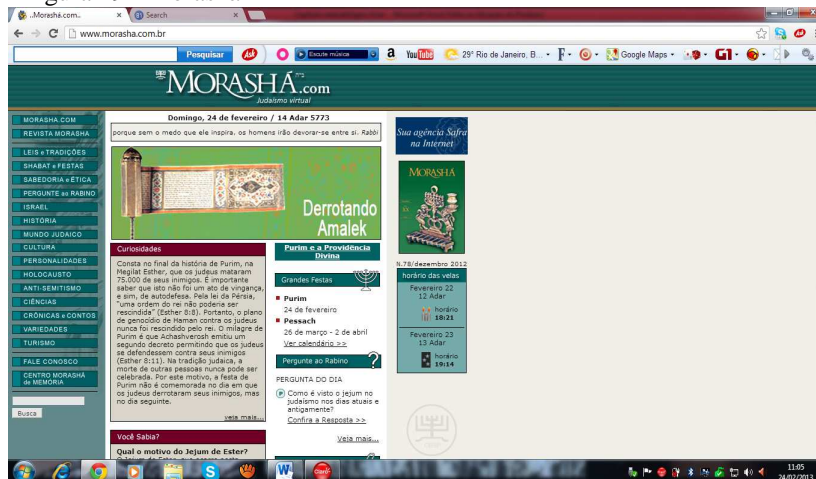 ..Morashá.com..
Search
www.morasha.com.br
Pesquisar
Ask
Escute música
a
YouTube
29° Rio de Janeiro, B...
F
Google Maps
G1
MORASHÁ.com
Judaísmo virtual
MORASHA.COM
REVISTA MORASHA
LEIS e TRADIÇÕES
SHABAT e FESTAS
SABEDORIA e ÉTICA
PERGUNTE ao RABINO
ISRAEL
HISTÓRIA
MUNDO JUDAICO
CULTURA
PERSONALIDADES
HOLOCAUSTO
ANTI-SEMITISMO
CIÊNCIAS
CRÔNICAS e CONTOS
VARIEDADES
TURISMO
FALE CONOSCO
CENTRO MORASHÁ
de MEMÓRIA
Busca
Domingo, 24 de fevereiro / 14 Adar 5773
porque sem o medo que ele inspira, os homens irão devorar-se entre si. Rabbi
Derrotando
Amalek
Curiosidades
Consta no final da história de Purim, na
Megilat Esther, que os judeus mataram
75.000 de seus inimigos. É importante
saber que isto não foi um ato de vingança,
e sim, de autodefesa. Pela lei da Pérsia,
"uma ordem do rei não poderia ser
rescindida" (Esther 8:8). Portanto, o plano
de genocídio de Haman contra os judeus
nunca foi rescindido pelo rei. O milagre de
Purim é que Achashverosh emitiu um
segundo decreto permitindo que os judeus
se defendessem contra seus inimigos
(Esther 8:11). Na tradição judaica, a
morte de outras pessoas nunca pode ser
celebrada. Por este motivo, a festa de
Purim não é comemorada no dia em que
os judeus derrotaram seus inimigos, mas
no dia seguinte.
veja mais...
Você Sabia?
Qual o motivo do Jejum de Ester?
Purim e a Providência
Divina
Grandes Festas
Purim
24 de fevereiro
Pessach
26 de março - 2 de abril
Ver calendário >>
Pergunte ao Rabino
?
PERGUNTA DO DIA
Como é visto o jejum no
judaísmo nos dias atuais e
antigamente?
Confira a Resposta >>
Veja mais...
Sua agência Safra
na Internet
MORASHÁ
N.78/dezembro 2012
horário das velas
Fevereiro 22
12 Adar
horário
18:21
Fevereiro 23
13 Adar
horário
19:14
11:05
24/02/2013